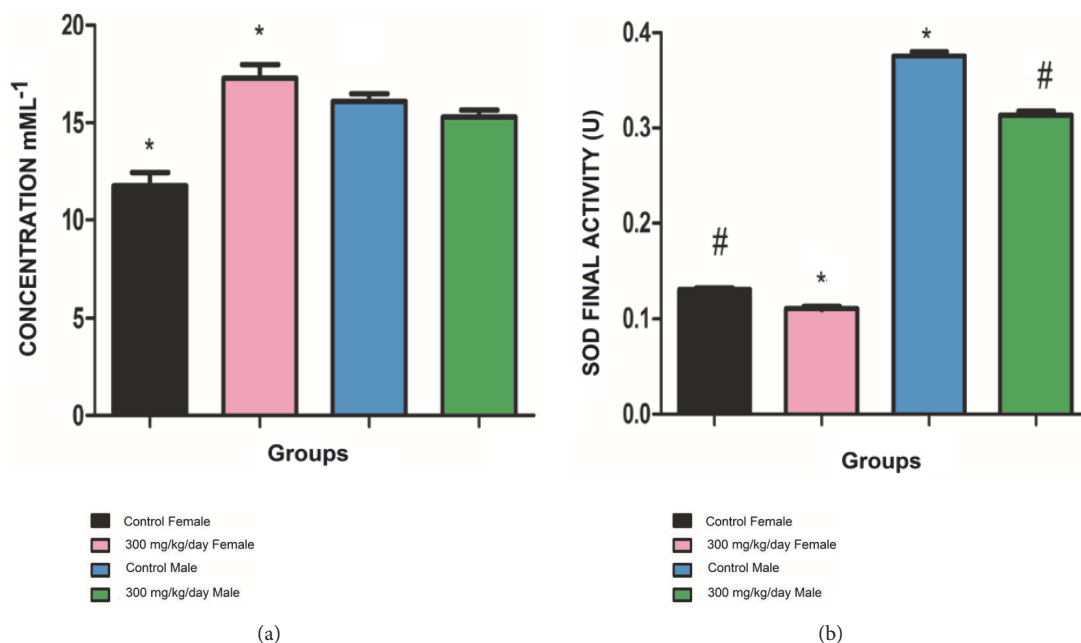 20
15
10
5
0
CONCENTRATION mML-1
*
*
Groups
Control Female
300 mg/kg/day Female
Control Male
300 mg/kg/day Male
(a)
0.4
0.3
0.2
0.1
0.0
SOD FINAL ACTIVITY (U)
#
*
*
#
Groups
Control Female
300 mg/kg/day Female
Control Male
300 mg/kg/day Male
(b)